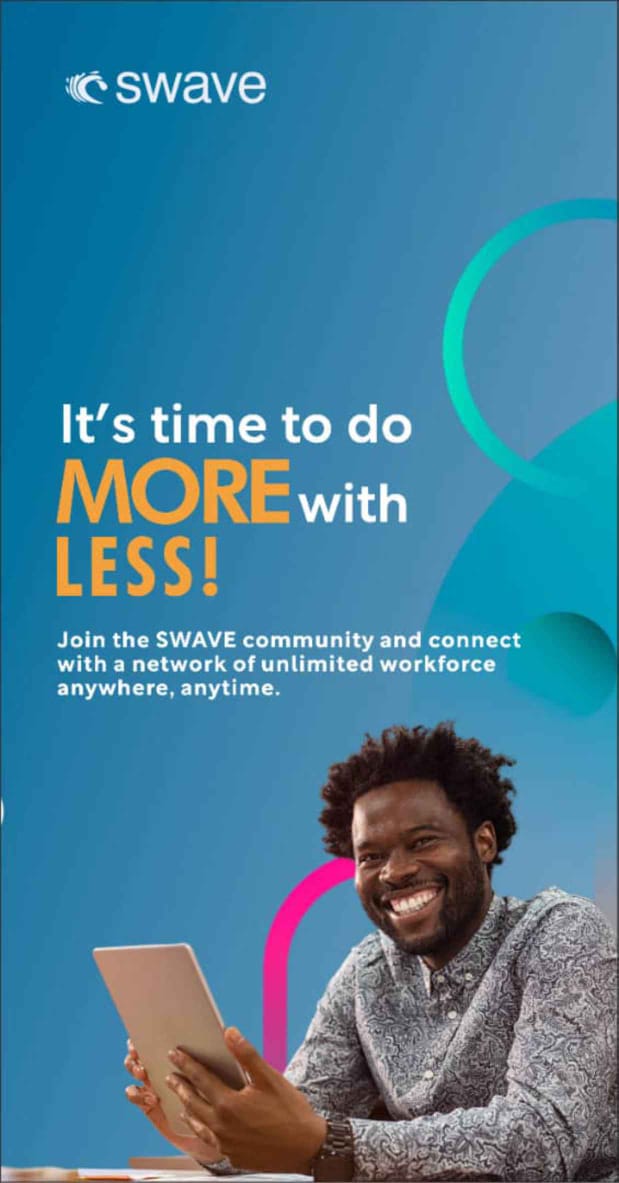 swave
It's time to do
MORE with
LESS!
Join the SWAVE community and connect
with a network of unlimited workforce
anywhere, anytime.